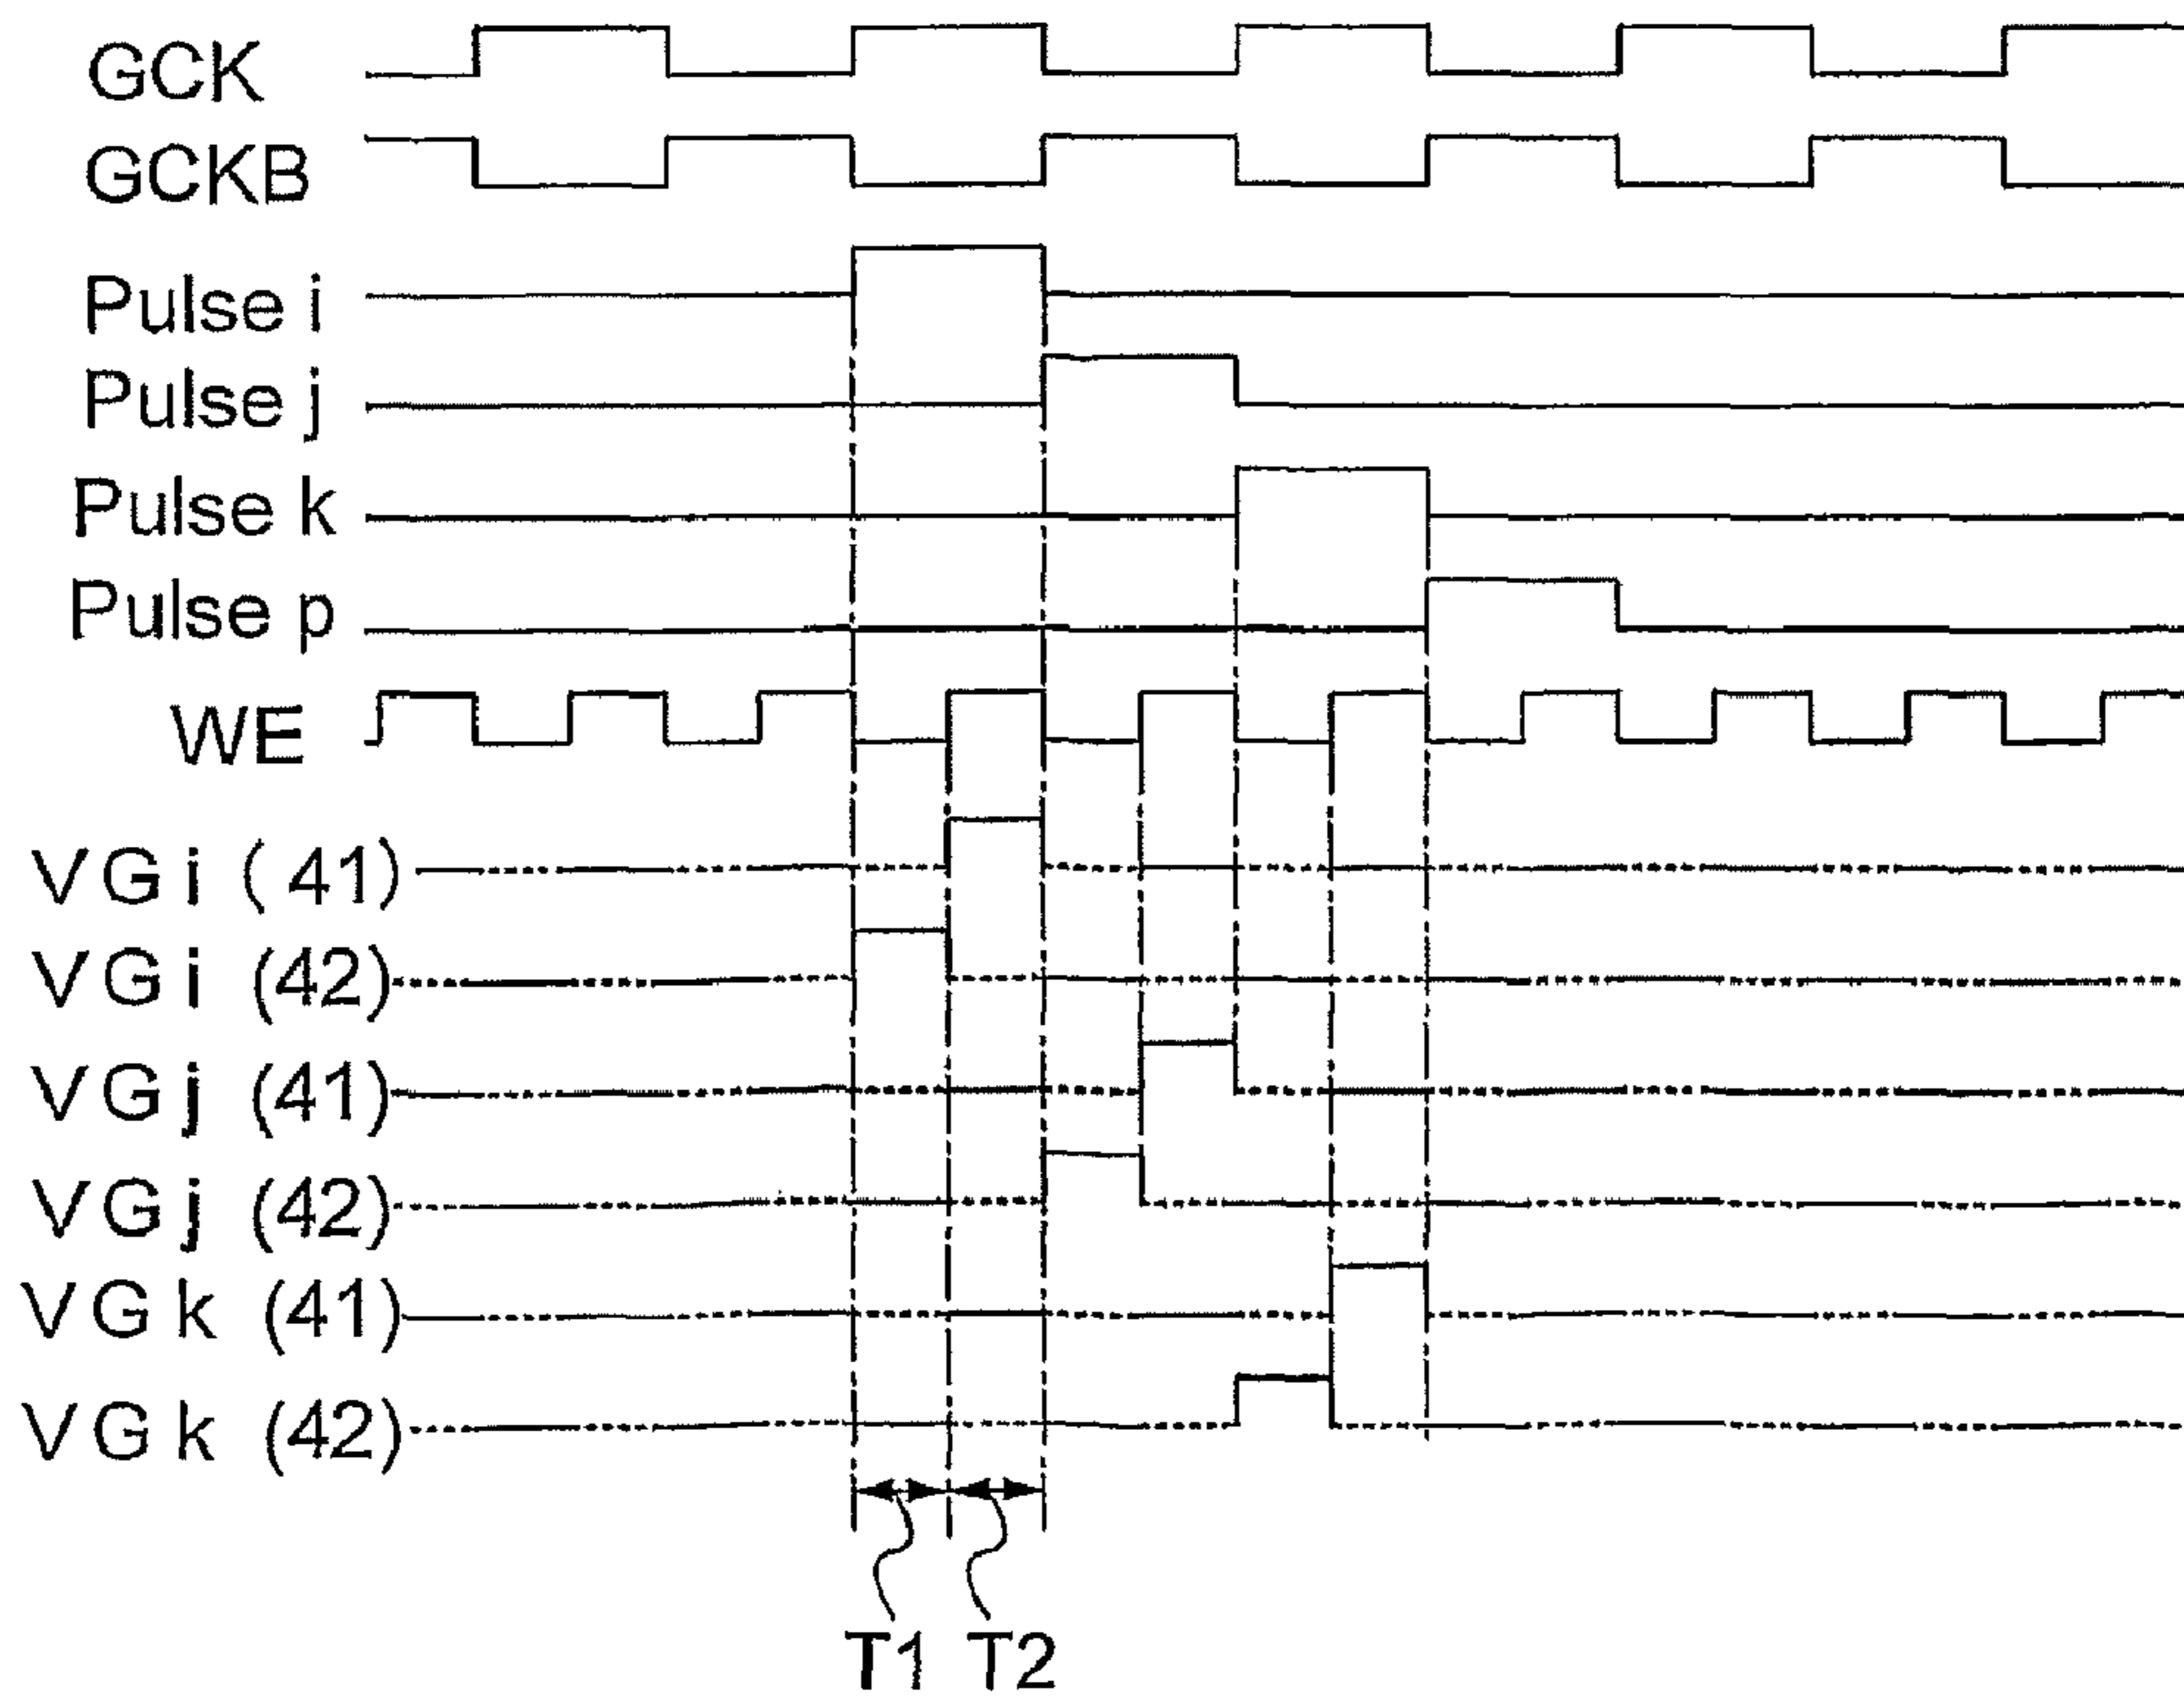 GCK
GCKB
Pulse i
Pulse j
Pulse k
Pulse p
WE
VGi (41)
VGi (42)
VGj (41)
VGj (42)
VGk (41)
VGk (42)
T1 T2